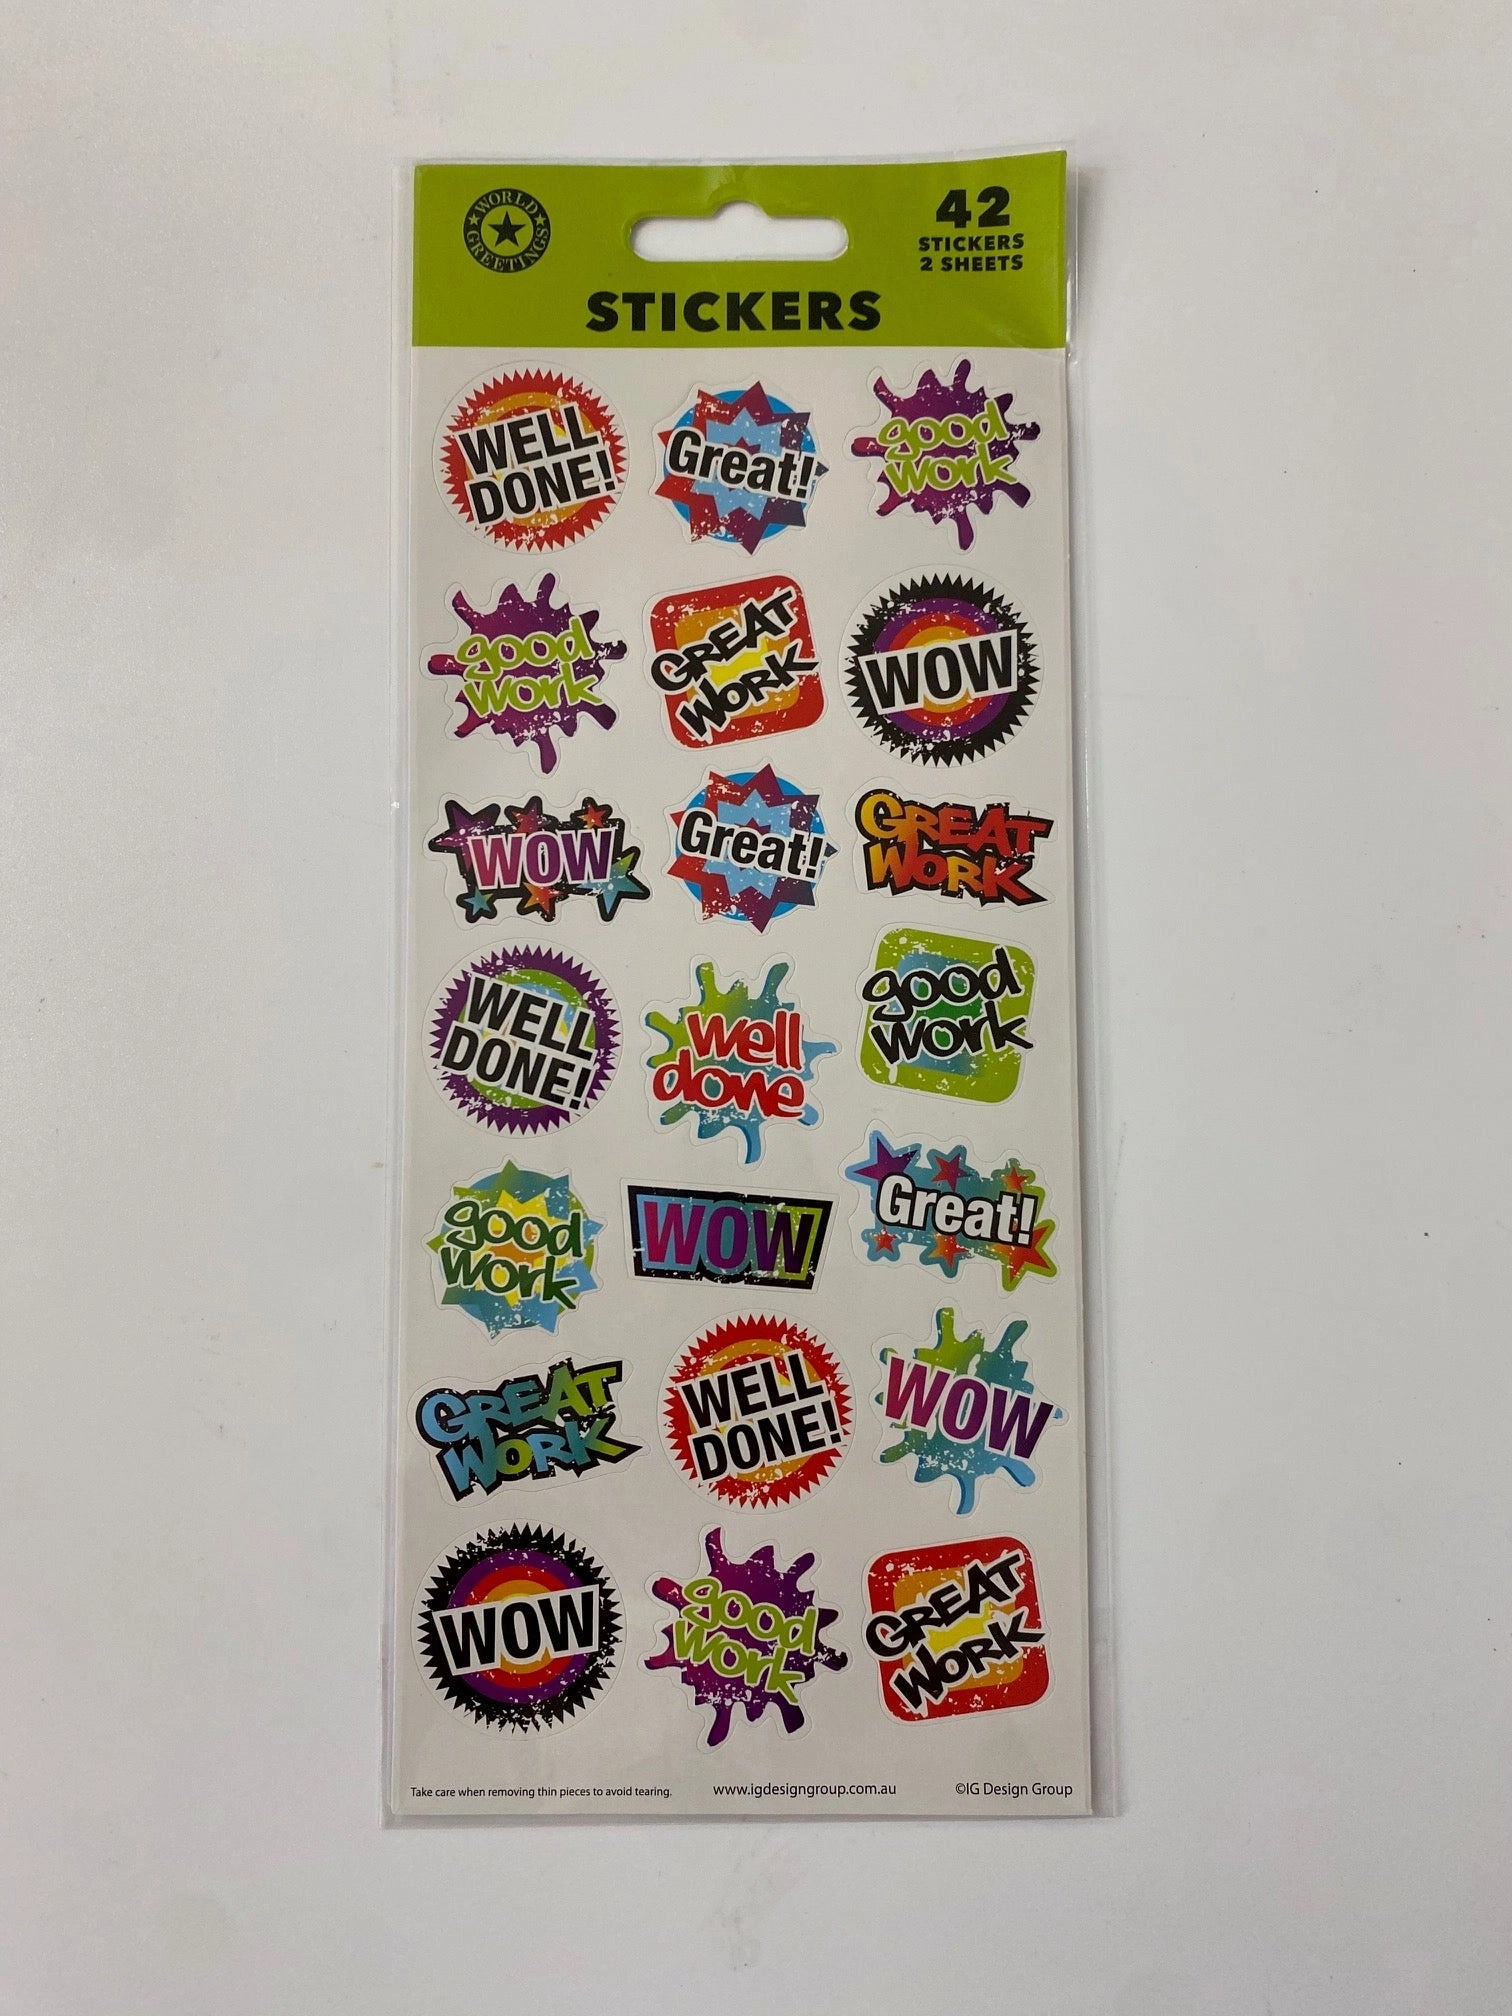 WORLD
GREETINGS
42
STICKERS
2 SHEETS
STICKERS
WELL
DONE!
Great!
good
work
good
work
GREAT
WORK
WOW
WOW
Great!
GREAT
WORK
WELL
DONE!
well
done
good
work
good
work
WOW
Great!
GREAT
WORK
WELL
DONE!
WOW
WOW
good
work
GREAT
WORK
Take care when removing thin pieces to avoid tearing.
www.igdesigngroup.com.au
©IG Design Group